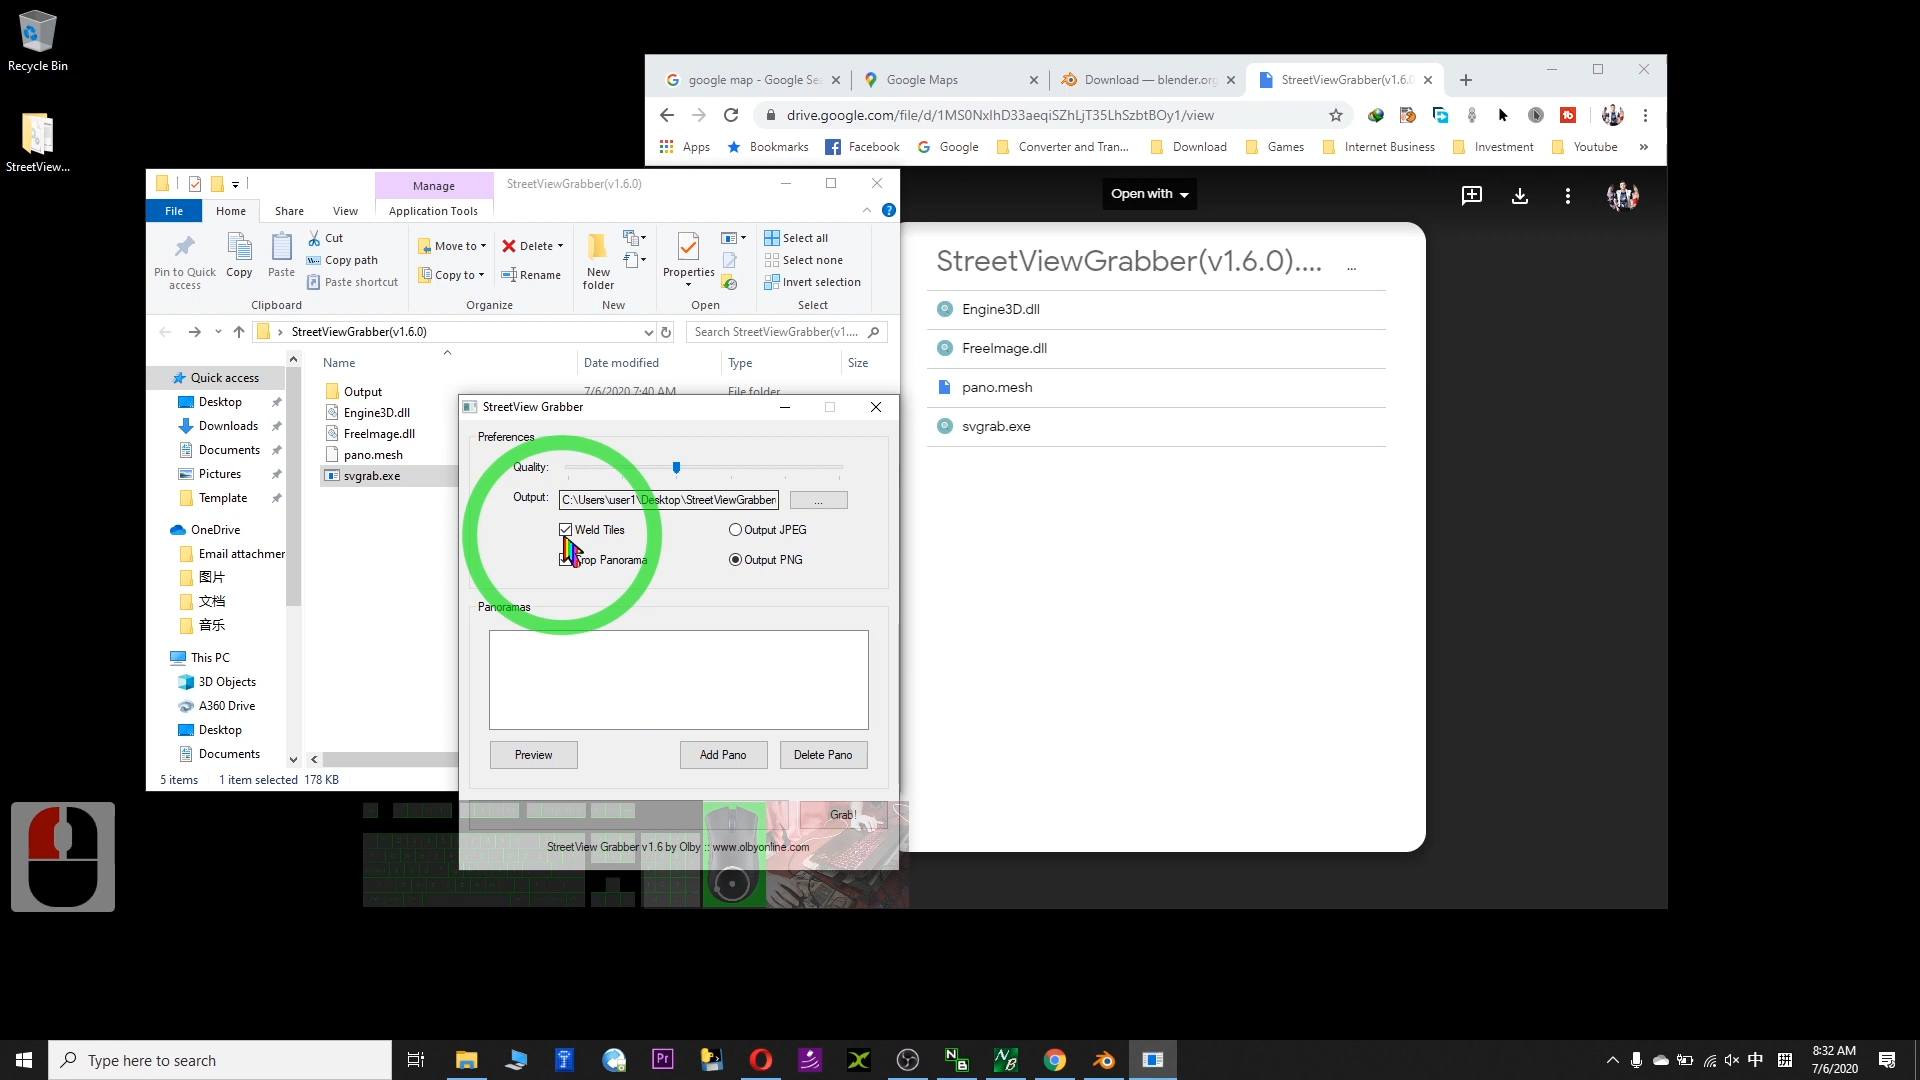 Recycle Bin
StreetView...
google map - Google Se
Google Maps
Download — blender.org
StreetViewGrabber(v1.6.0
drive.google.com/file/d/1MS0NxIhD33aeqiSZhLjT35LhSzbtBOy1/view
Apps
Bookmarks
Facebook
Google
Converter and Tran...
Download
Games
Internet Business
Investment
Youtube
»
Manage
StreetViewGrabber(v1.6.0)
File
Home
Share
View
Application Tools
Pin to Quick
access
Copy
Paste
Cut
Copy path
Paste shortcut
Clipboard
Move to
Copy to
Delete
Rename
Organize
New
folder
New
Properties
Open
Select all
Select none
Invert selection
Select
StreetViewGrabber(v1.6.0)
Search StreetViewGrabber(v1....
Name
Date modified
Type
Size
Quick access
Desktop
Downloads
Documents
Pictures
Template
OneDrive
Email attachmen
图片
文档
音乐
This PC
3D Objects
A360 Drive
Desktop
Documents
Output
7/6/2020 7:40 AM
File folder
Engine3D.dll
FreeImage.dll
pano.mesh
svgrab.exe
5 items
1 item selected
178 KB
StreetView Grabber
Preferences
Quality:
Output:
C:\Users\user1\Desktop\StreetViewGrabber
...
Weld Tiles
Output JPEG
Crop Panorama
Output PNG
Panoramas
Preview
Add Pano
Delete Pano
Grab!
StreetView Grabber v1.6 by Olby :: www.olbyonline.com
Open with
StreetViewGrabber(v1.6.0)....
...
Engine3D.dll
FreeImage.dll
pano.mesh
svgrab.exe
Type here to search
Pr
N
B
NB
中
拼
8:32 AM
7/6/2020